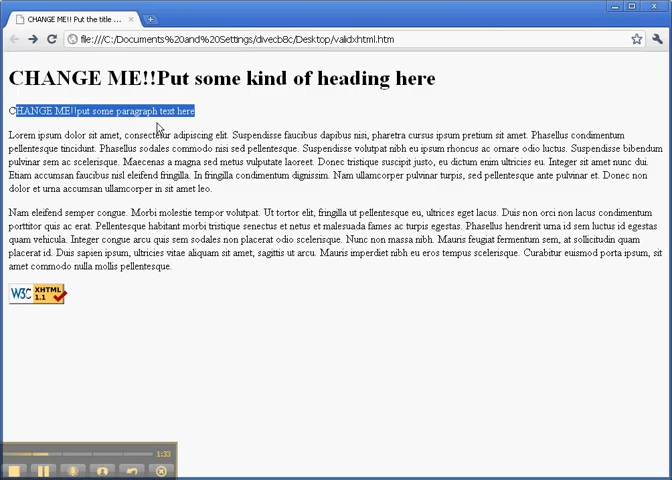 CHANGE ME!! Put the title ...
file:///C:/Documents%20and%20Settings/divecb8c/Desktop/validxhtml.htm
CHANGE ME!!Put some kind of heading here
CHANGE ME!!put some paragraph text here
Lorem ipsum dolor sit amet, consectetur adipiscing elit. Suspendisse faucibus dapibus nisi, pharetra cursus ipsum pretium sit amet. Phasellus condimentum
pellentesque tincidunt. Phasellus sodales commodo nisi sed pellentesque. Suspendisse volutpat nibh eu ipsum rhoncus ac ornare odio luctus. Suspendisse bibendum
pulvinar sem ac scelerisque. Maecenas a magna sed metus vulputate laoreet. Donec tristique suscipit justo, eu dictum enim ultricies eu. Integer sit amet nunc dui.
Etiam accumsan faucibus nisl eleifend fringilla. In fringilla condimentum dignissim. Nam ullamcorper pulvinar turpis, sed pellentesque ante pulvinar et. Donec non
dolor et urna accumsan ullamcorper in sit amet leo.
Nam eleifend semper congue. Morbi molestie tempor volutpat. Ut tortor elit, fringilla ut pellentesque eu, ultrices eget lacus. Duis non orci non lacus condimentum
porttitor quis ac erat. Pellentesque habitant morbi tristique senectus et netus et malesuada fames ac turpis egestas. Phasellus hendrerit urna id sem luctus id egestas
quam vehicula. Integer congue arcu quis sem sodales non placerat odio scelerisque. Nunc non massa nibh. Mauris feugiat fermentum sem, at sollicitudin quam
placerat id. Duis sapien ipsum, ultricies vitae aliquam sit amet, sagittis ut arcu. Mauris imperdiet nibh eu eros tempus scelerisque. Curabitur euismod porta ipsum, sit
amet commodo nulla mollis pellentesque.
W3C XHTML
1.1
1:33